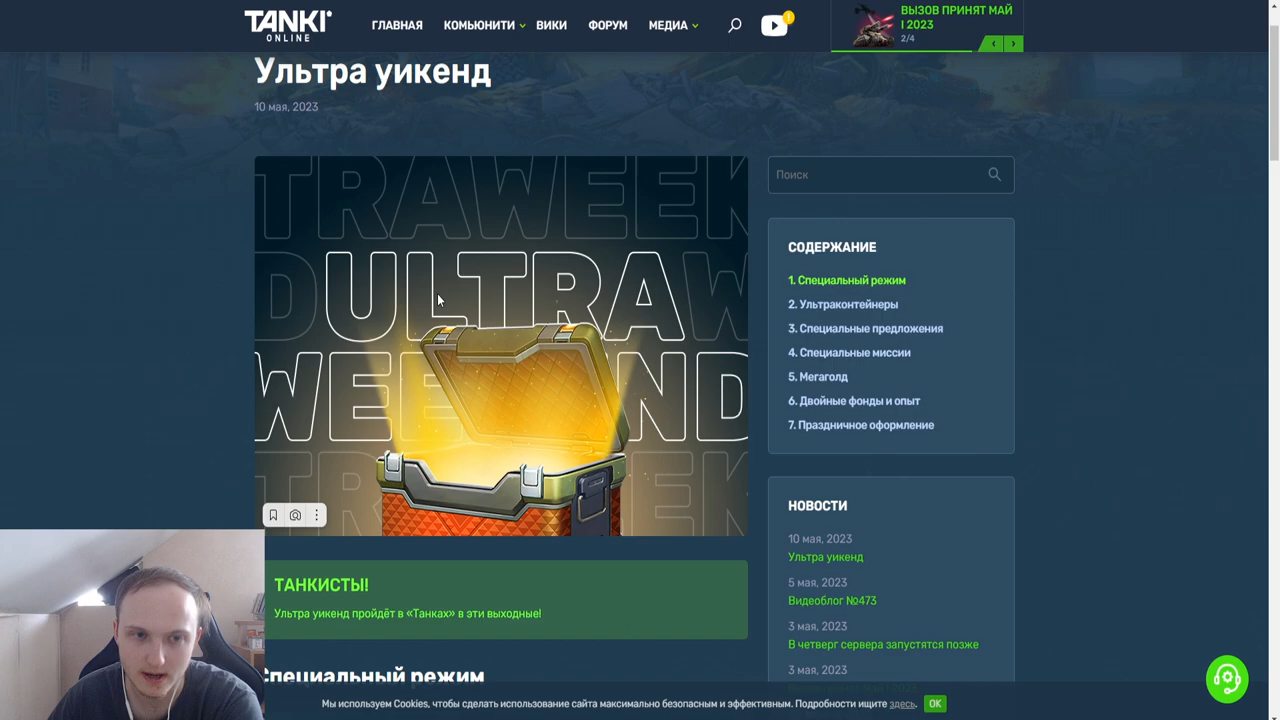 TANKI
ONLINE
ГЛАВНАЯ
КОМЬЮНИТИ
ВИКИ
ФОРУМ
МЕДИА
ВЫЗОВ ПРИНЯТ МАЙ
I 2023
2/4
Ультра уикенд
10 мая, 2023
TRAWEEK
D ULTRA W
WEEKEND
Поиск
СОДЕРЖАНИЕ
1. Специальный режим
2. Ультраконтейнеры
3. Специальные предложения
4. Специальные миссии
5. Мегаголд
6. Двойные фонды и опыт
7. Праздничное оформление
НОВОСТИ
10 мая, 2023
Ультра уикенд
5 мая, 2023
Видеоблог №473
3 мая, 2023
В четверг сервера запустятся позже
3 мая, 2023
ТАНКИСТЫ!
Ультра уикенд пройдёт в «Танках» в эти выходные!
Специальный режим
Мы используем Cookies, чтобы сделать использование сайта максимально безопасным и эффективным. Подробности ищите здесь.
OK